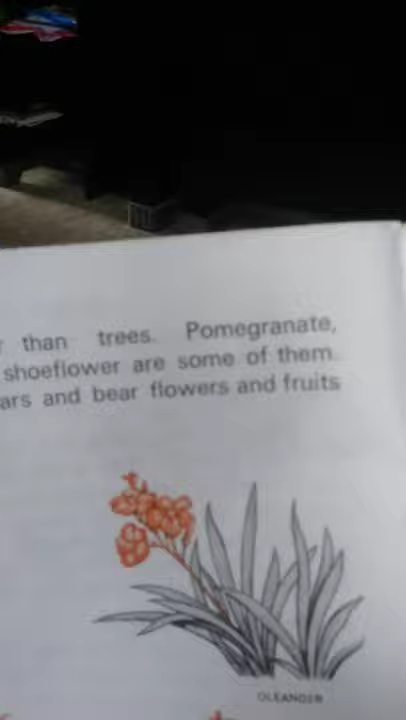 r than trees. Pomegranate,
shoeflower are some of them.
ars and bear flowers and fruits
OLEANDER